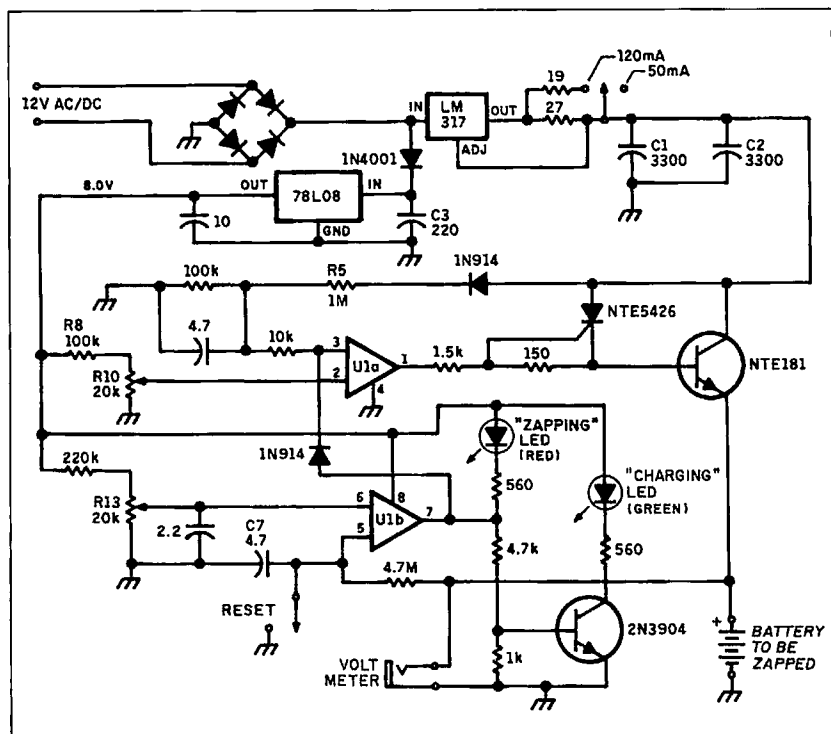 120mA
50mA
12V AC/DC
IN
LM
317
OUT
ADJ
19
27
C1
3300
C2
3300
1N4001
8.0V
OUT
78L08
IN
GND
10
C3
220
100k
R5
1M
1N914
NTE5426
4.7
10k
3
2
U1a
1
4
1.5k
150
NTE181
R8
100k
R10
20k
1N914
"ZAPPING"
LED
(RED)
560
"CHARGING"
LED
(GREEN)
560
220k
R13
20k
2.2
C7
4.7
6
5
U1b
8
7
4.7k
4.7M
RESET
2N3904
VOLT
METER
1k
+
BATTERY
TO BE
ZAPPED